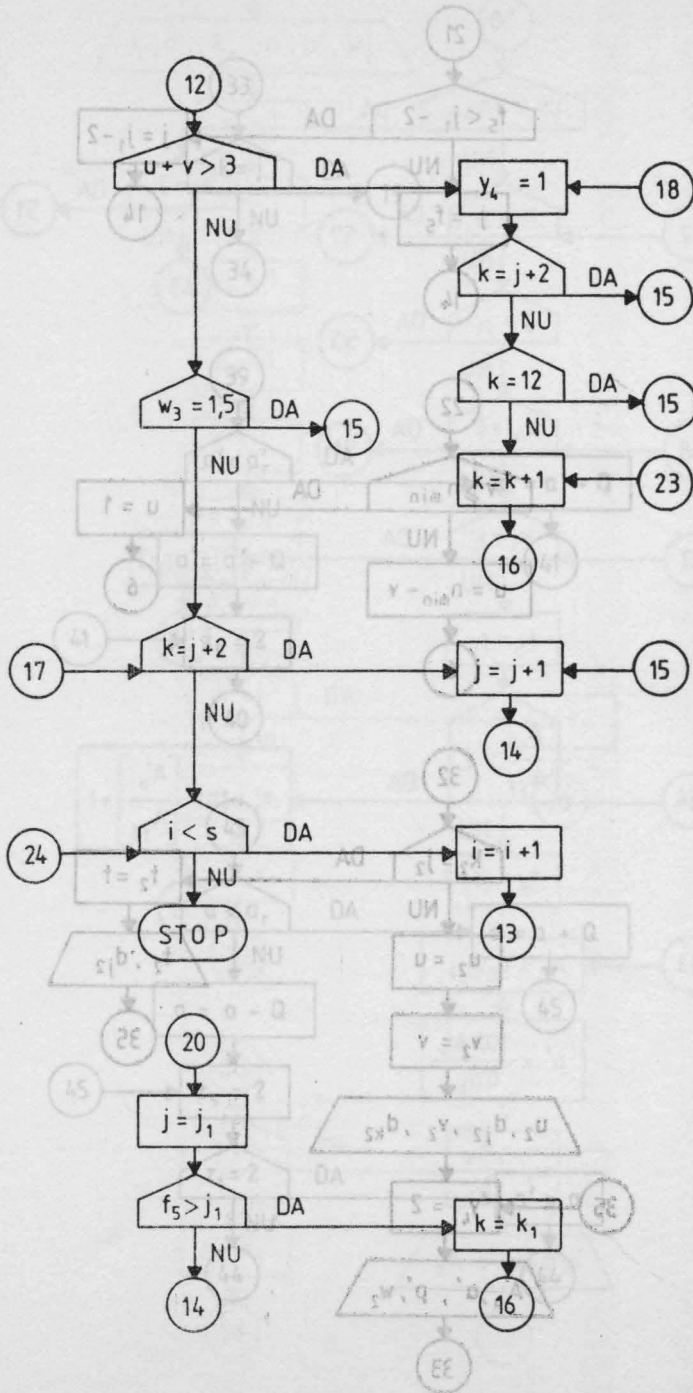 12
u + v > 3 DA
NU
y₄ = 1
18
k = j+2 DA
15
NU
k = 12 DA
15
NU
k = k+1
23
16
w₃ = 1,5 DA
15
NU
17
k = j+2 DA
j = j+1
15
14
NU
24
i < s DA
i = i +1
13
NU
STOP
20
j = j₁
f₅ > j₁ DA
k = k₁
16
NU
14